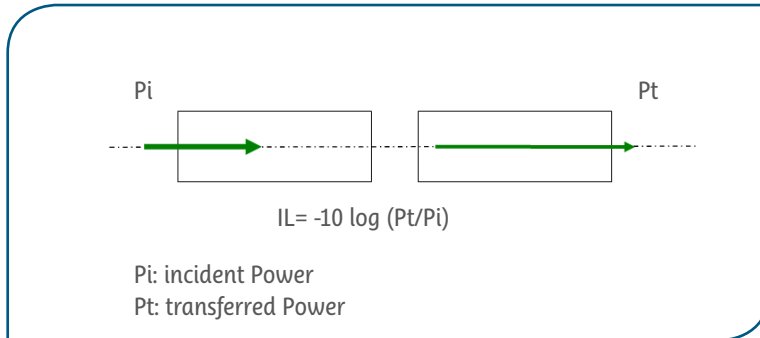 Pi
Pt
IL= -10 log (Pt/Pi)
Pi: incident Power
Pt: transferred Power